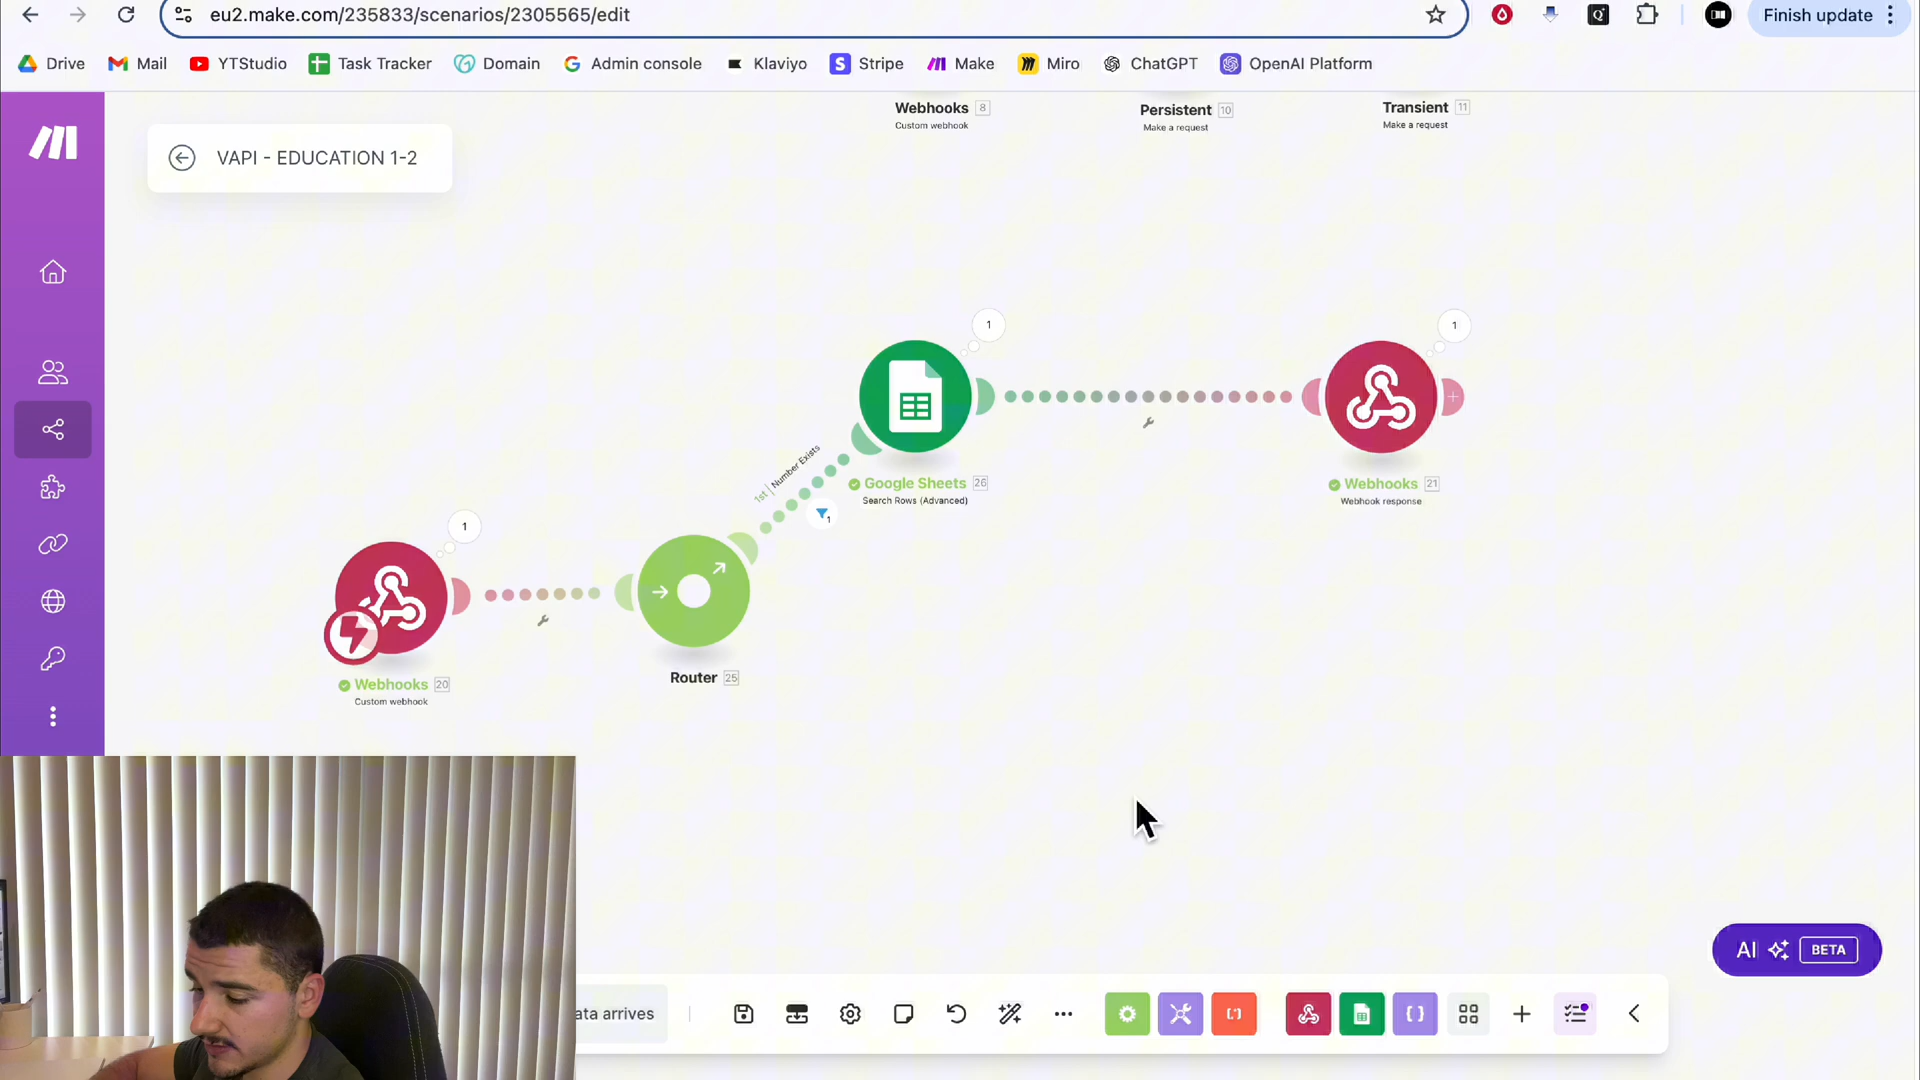 eu2.make.com/235833/scenarios/2305565/edit
Finish update
Drive
Mail
YTStudio
Task Tracker
Domain
Admin console
Klaviyo
Stripe
Make
Miro
ChatGPT
OpenAI Platform
Webhooks 8
Custom webhook
Persistent 10
Make a request
Transient 11
Make a request
VAPI - EDUCATION 1-2
1
1
1st | Number Exists
1
Google Sheets 26
Search Rows (Advanced)
Webhooks 21
Webhook response
1
Webhooks 20
Custom webhook
Router 25
AI BETA
ata arrives